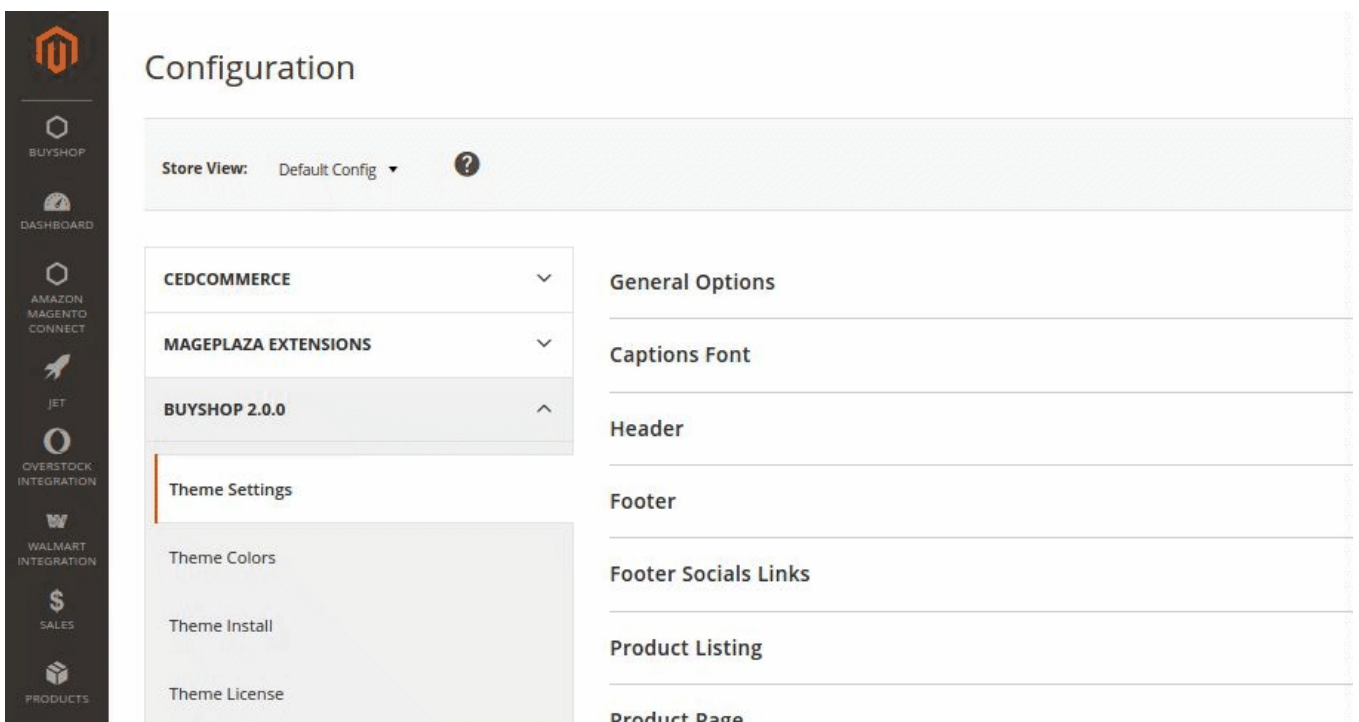 Configuration
BUYSHOP
DASHBOARD
AMAZON
MAGENTO
CONNECT
JET
OVERSTOCK
INTEGRATION
WALMART
INTEGRATION
SALES
PRODUCTS
Store View: Default Config
CEDCOMMERCE
MAGEPLAZA EXTENSIONS
BUYSHOP 2.0.0
Theme Settings
Theme Colors
Theme Install
Theme License
General Options
Captions Font
Header
Footer
Footer Socials Links
Product Listing
Product Page